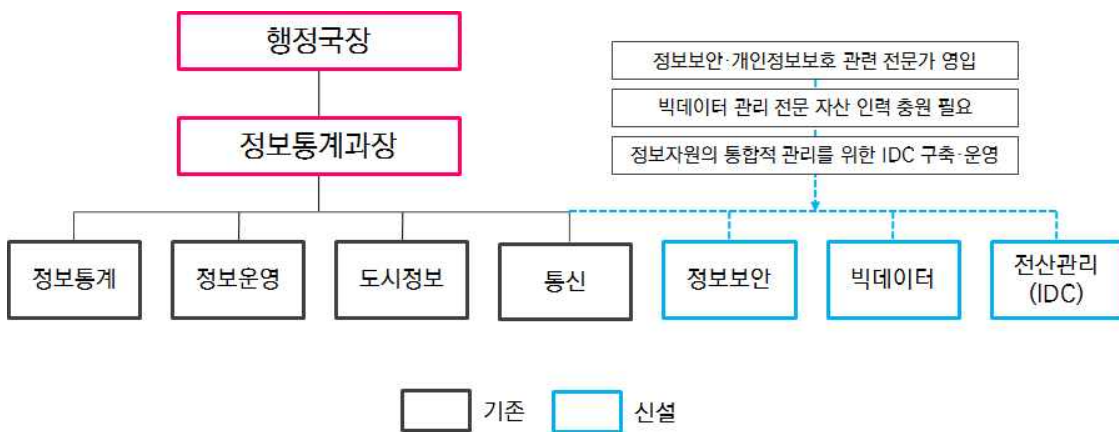 행정국장
정보통계과장
정보보안·개인정보보호 관련 전문가 영입
빅데이터 관리 전문 자산 인력 충원 필요
정보자원의 통합적 관리를 위한 IDC 구축·운영
정보통계
정보운영
도시정보
통신
정보보안
빅데이터
전산관리
(IDC)
기존
신설